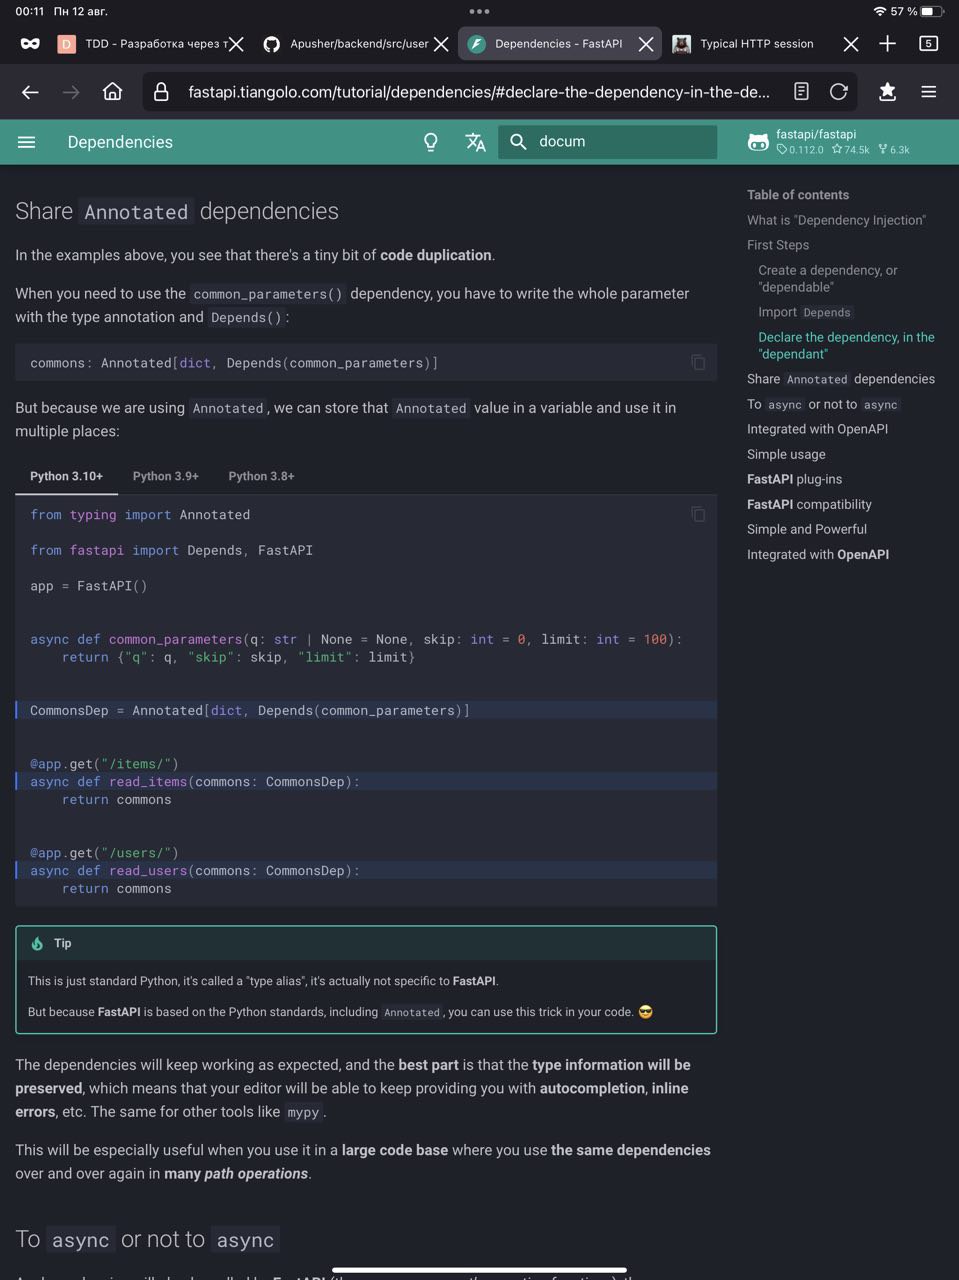 00:11 Пн 12 авг.
57 %
D TDD - Разработка через т
Apusher/backend/src/user
Dependencies - FastAPI
Typical HTTP session
5
fastapi.tiangolo.com/tutorial/dependencies/#declare-the-dependency-in-the-de...
Dependencies
docum
fastapi/fastapi
0.112.0 74.5k 6.3k
Share Annotated dependencies
In the examples above, you see that there's a tiny bit of code duplication.
When you need to use the common_parameters() dependency, you have to write the whole parameter
with the type annotation and Depends():
commons: Annotated[dict, Depends(common_parameters)]
But because we are using Annotated, we can store that Annotated value in a variable and use it in
multiple places:
Python 3.10+ Python 3.9+ Python 3.8+
from typing import Annotated
from fastapi import Depends, FastAPI
app = FastAPI()
async def common_parameters(q: str | None = None, skip: int = 0, limit: int = 100):
return {"q": q, "skip": skip, "limit": limit}
CommonsDep = Annotated[dict, Depends(common_parameters)]
@app.get("/items/")
async def read_items(commons: CommonsDep):
return commons
@app.get("/users/")
async def read_users(commons: CommonsDep):
return commons
Tip
This is just standard Python, it's called a "type alias", it's actually not specific to FastAPI.
But because FastAPI is based on the Python standards, including Annotated, you can use this trick in your code. 😎
The dependencies will keep working as expected, and the best part is that the type information will be
preserved, which means that your editor will be able to keep providing you with autocompletion, inline
errors, etc. The same for other tools like mypy.
This will be especially useful when you use it in a large code base where you use the same dependencies
over and over again in many path operations.
To async or not to async
Table of contents
What is "Dependency Injection"
First Steps
Create a dependency, or
"dependable"
Import Depends
Declare the dependency, in the
"dependant"
Share Annotated dependencies
To async or not to async
Integrated with OpenAPI
Simple usage
FastAPI plug-ins
FastAPI compatibility
Simple and Powerful
Integrated with OpenAPI